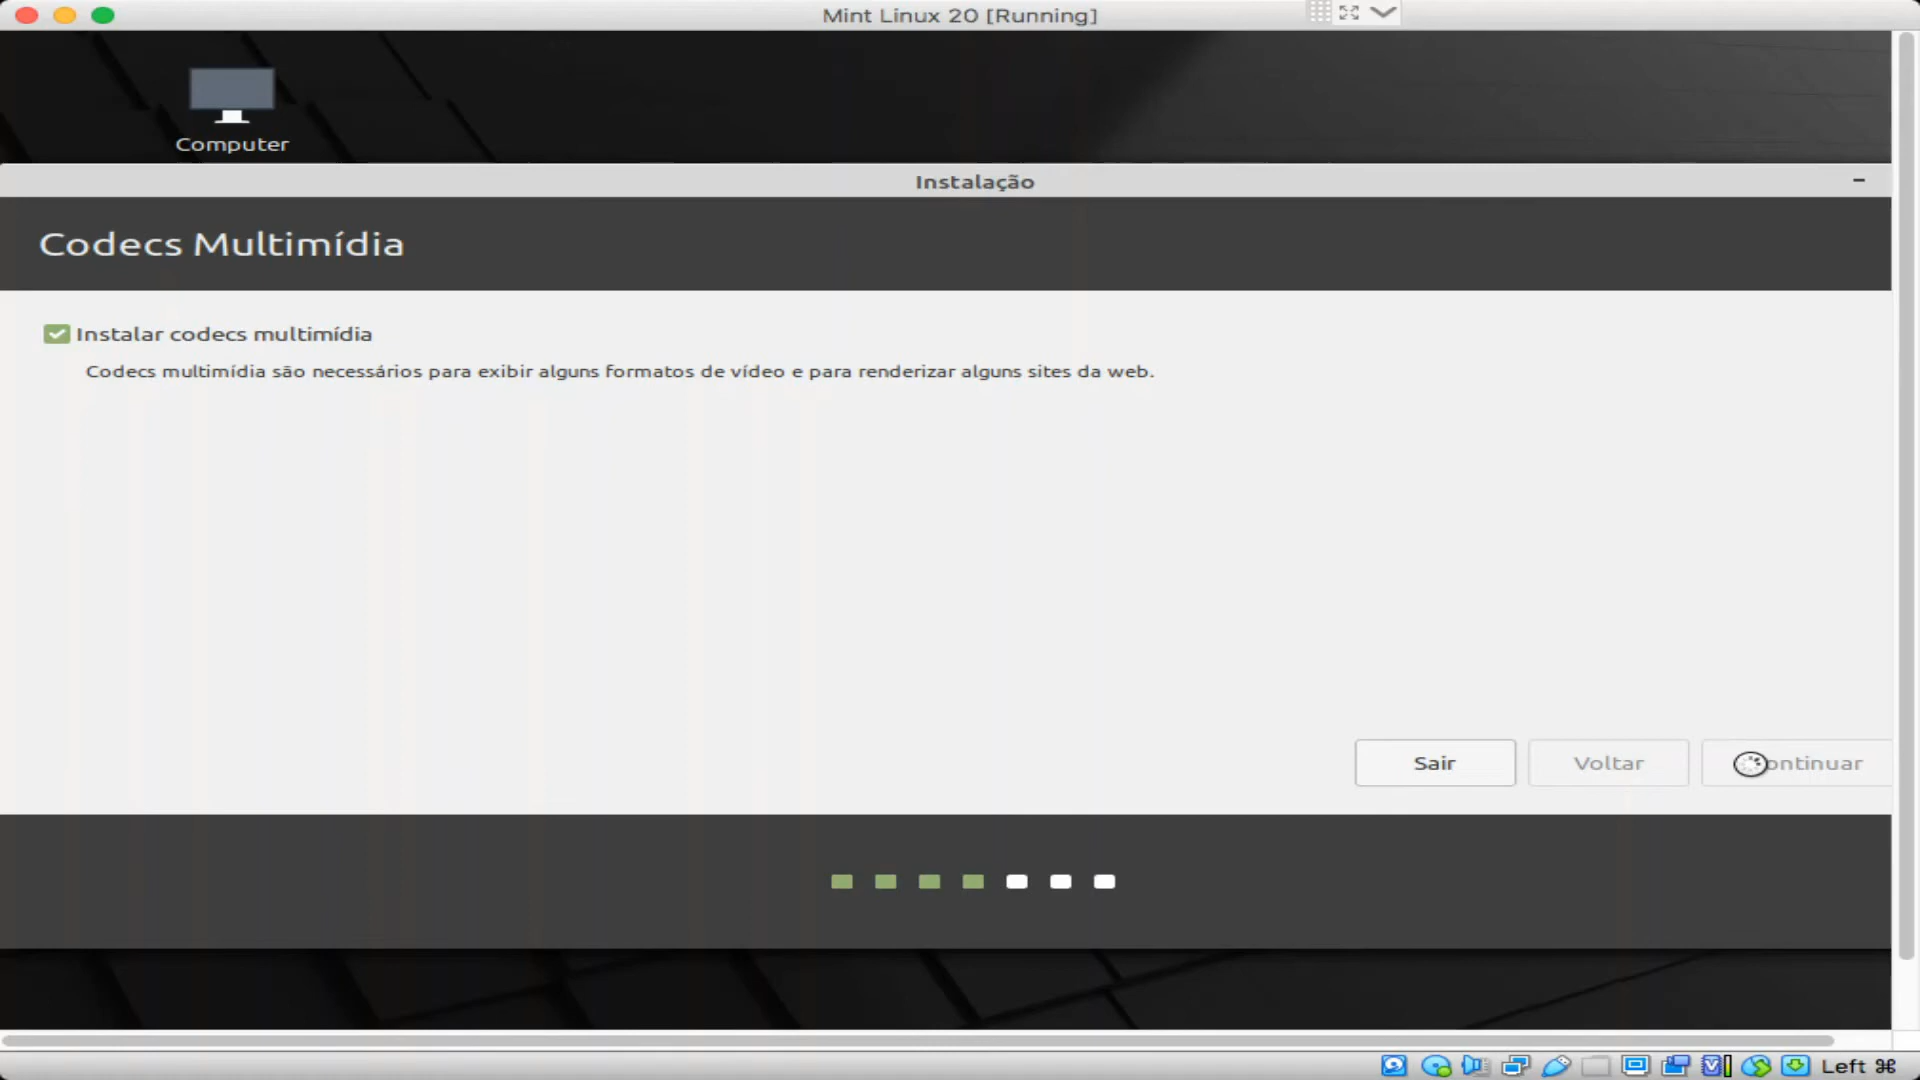 Mint Linux 20 [Running]
Computer
Instalação
Codecs Multimídia
Instalar codecs multimídia
Codecs multimídia são necessários para exibir alguns formatos de vídeo e para renderizar alguns sites da web.
Sair
Voltar
ontinuar
Left ⌘